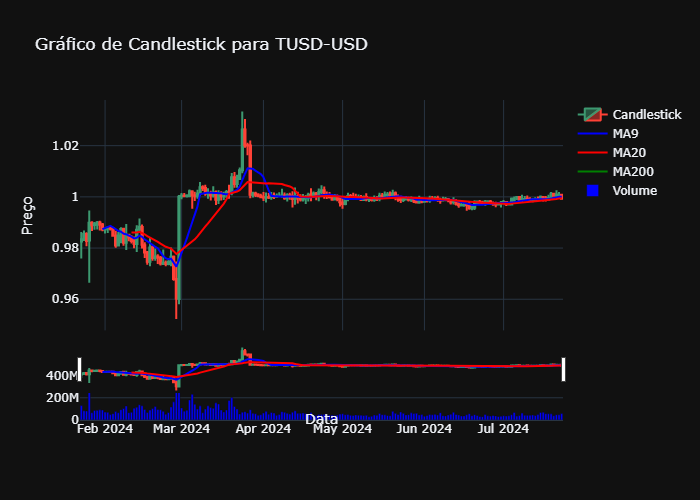 Gráfico de Candlestick para TUSD-USD
Candlestick
MA9
MA20
MA200
Volume
Preço
1.02
1
0.98
0.96
400M
200M
0
Data
Feb 2024
Mar 2024
Apr 2024
May 2024
Jun 2024
Jul 2024